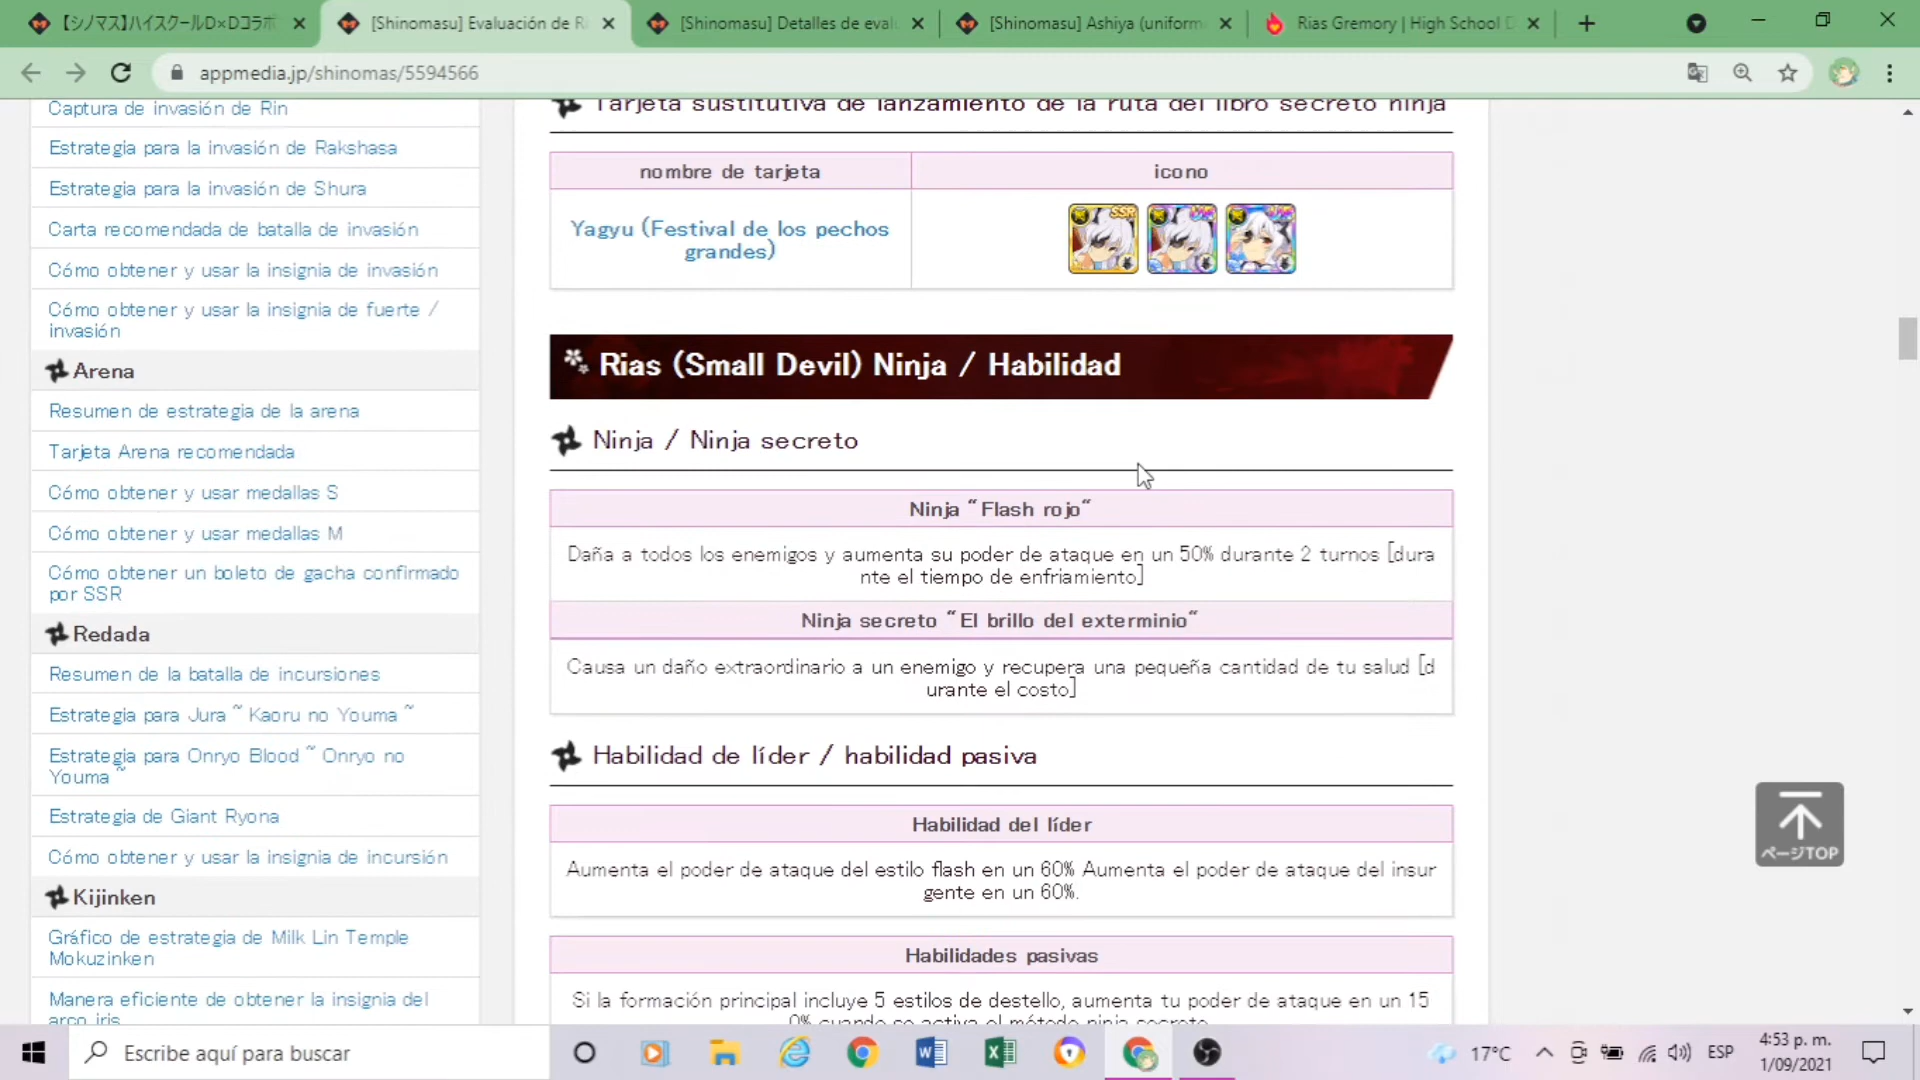 【シノマス】ハイスクールD×Dコラボ
[Shinomasu] Evaluación de Ri
[Shinomasu] Detalles de eval
[Shinomasu] Ashiya (uniform
Rias Gremory | High School D
appmedia.jp/shinomas/5594566
Captura de invasión de Rin
Estrategia para la invasión de Rakshasa
Estrategia para la invasión de Shura
Carta recomendada de batalla de invasión
Cómo obtener y usar la insignia de invasión
Cómo obtener y usar la insignia de fuerte /
invasión
Arena
Resumen de estrategia de la arena
Tarjeta Arena recomendada
Cómo obtener y usar medallas S
Cómo obtener y usar medallas M
Cómo obtener un boleto de gacha confirmado
por SSR
Redada
Resumen de la batalla de incursiones
Estrategia para Jura ~ Kaoru no Youma ~
Estrategia para Onryo Blood ~ Onryo no
Youma ~
Estrategia de Giant Ryona
Cómo obtener y usar la insignia de incursión
Kijinken
Gráfico de estrategia de Milk Lin Temple
Mokuzinken
Manera eficiente de obtener la insignia del
arco iris
Tarjeta sustitutiva de lanzamiento de la ruta del libro secreto ninja
nombre de tarjeta
icono
Yagyu (Festival de los pechos
grandes)
SSR
Rias (Small Devil) Ninja / Habilidad
Ninja / Ninja secreto
Ninja "Flash rojo"
Daña a todos los enemigos y aumenta su poder de ataque en un 50% durante 2 turnos [dura
nte el tiempo de enfriamiento]
Ninja secreto "El brillo del exterminio"
Causa un daño extraordinario a un enemigo y recupera una pequeña cantidad de tu salud [d
urante el costo]
Habilidad de líder / habilidad pasiva
Habilidad del líder
Aumenta el poder de ataque del estilo flash en un 60% Aumenta el poder de ataque del insur
gente en un 60%.
Habilidades pasivas
Si la formación principal incluye 5 estilos de destello, aumenta tu poder de ataque en un 15
0% cuando se activa el método ninja secreto.
ページTOP
Escribe aquí para buscar
17°C
ESP
4:53 p. m.
1/09/2021